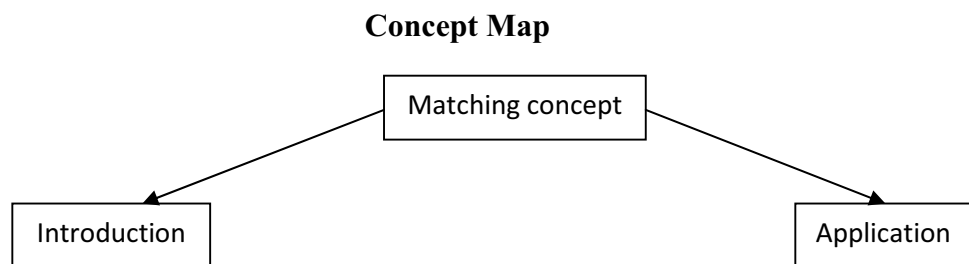 Concept Map
Matching concept
Introduction
Application